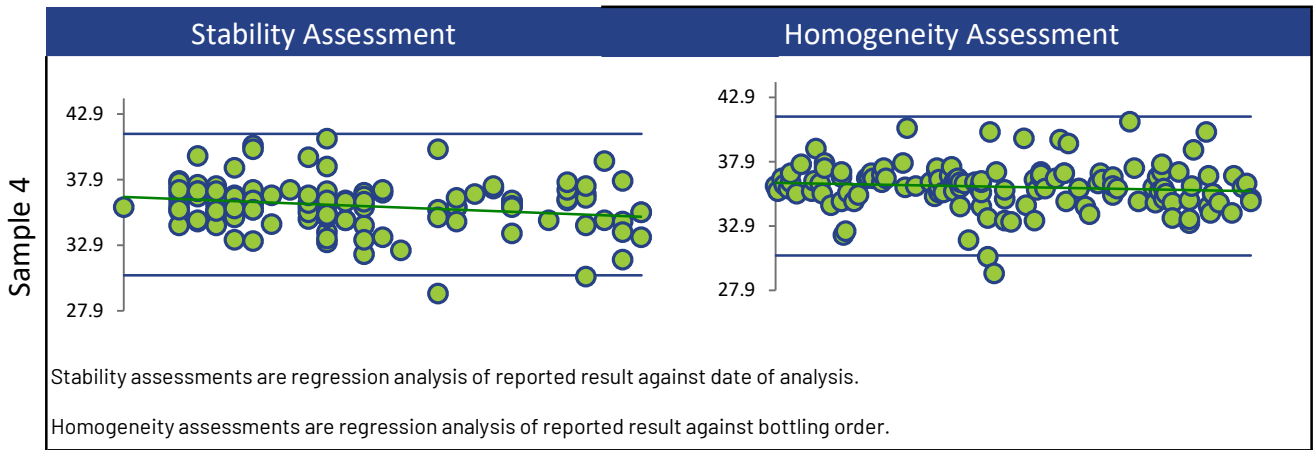 Stability Assessment
Homogeneity Assessment
Sample 4
42.9
37.9
32.9
27.9
42.9
37.9
32.9
27.9
Stability assessments are regression analysis of reported result against date of analysis.
Homogeneity assessments are regression analysis of reported result against bottling order.